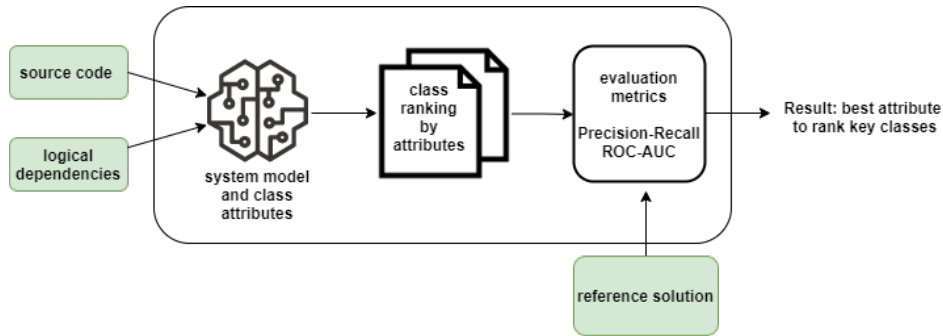 source code
logical
dependencies
system model
and class
attributes
class
ranking
by
attributes
evaluation
metrics
Precision-Recall
ROC-AUC
Result: best attribute
to rank key classes
reference solution